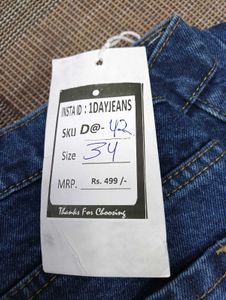 INSTA ID : 1DAYJEANS
SKU D@-42
Size 34
MRP. Rs. 499 /-
Thanks For Choosing